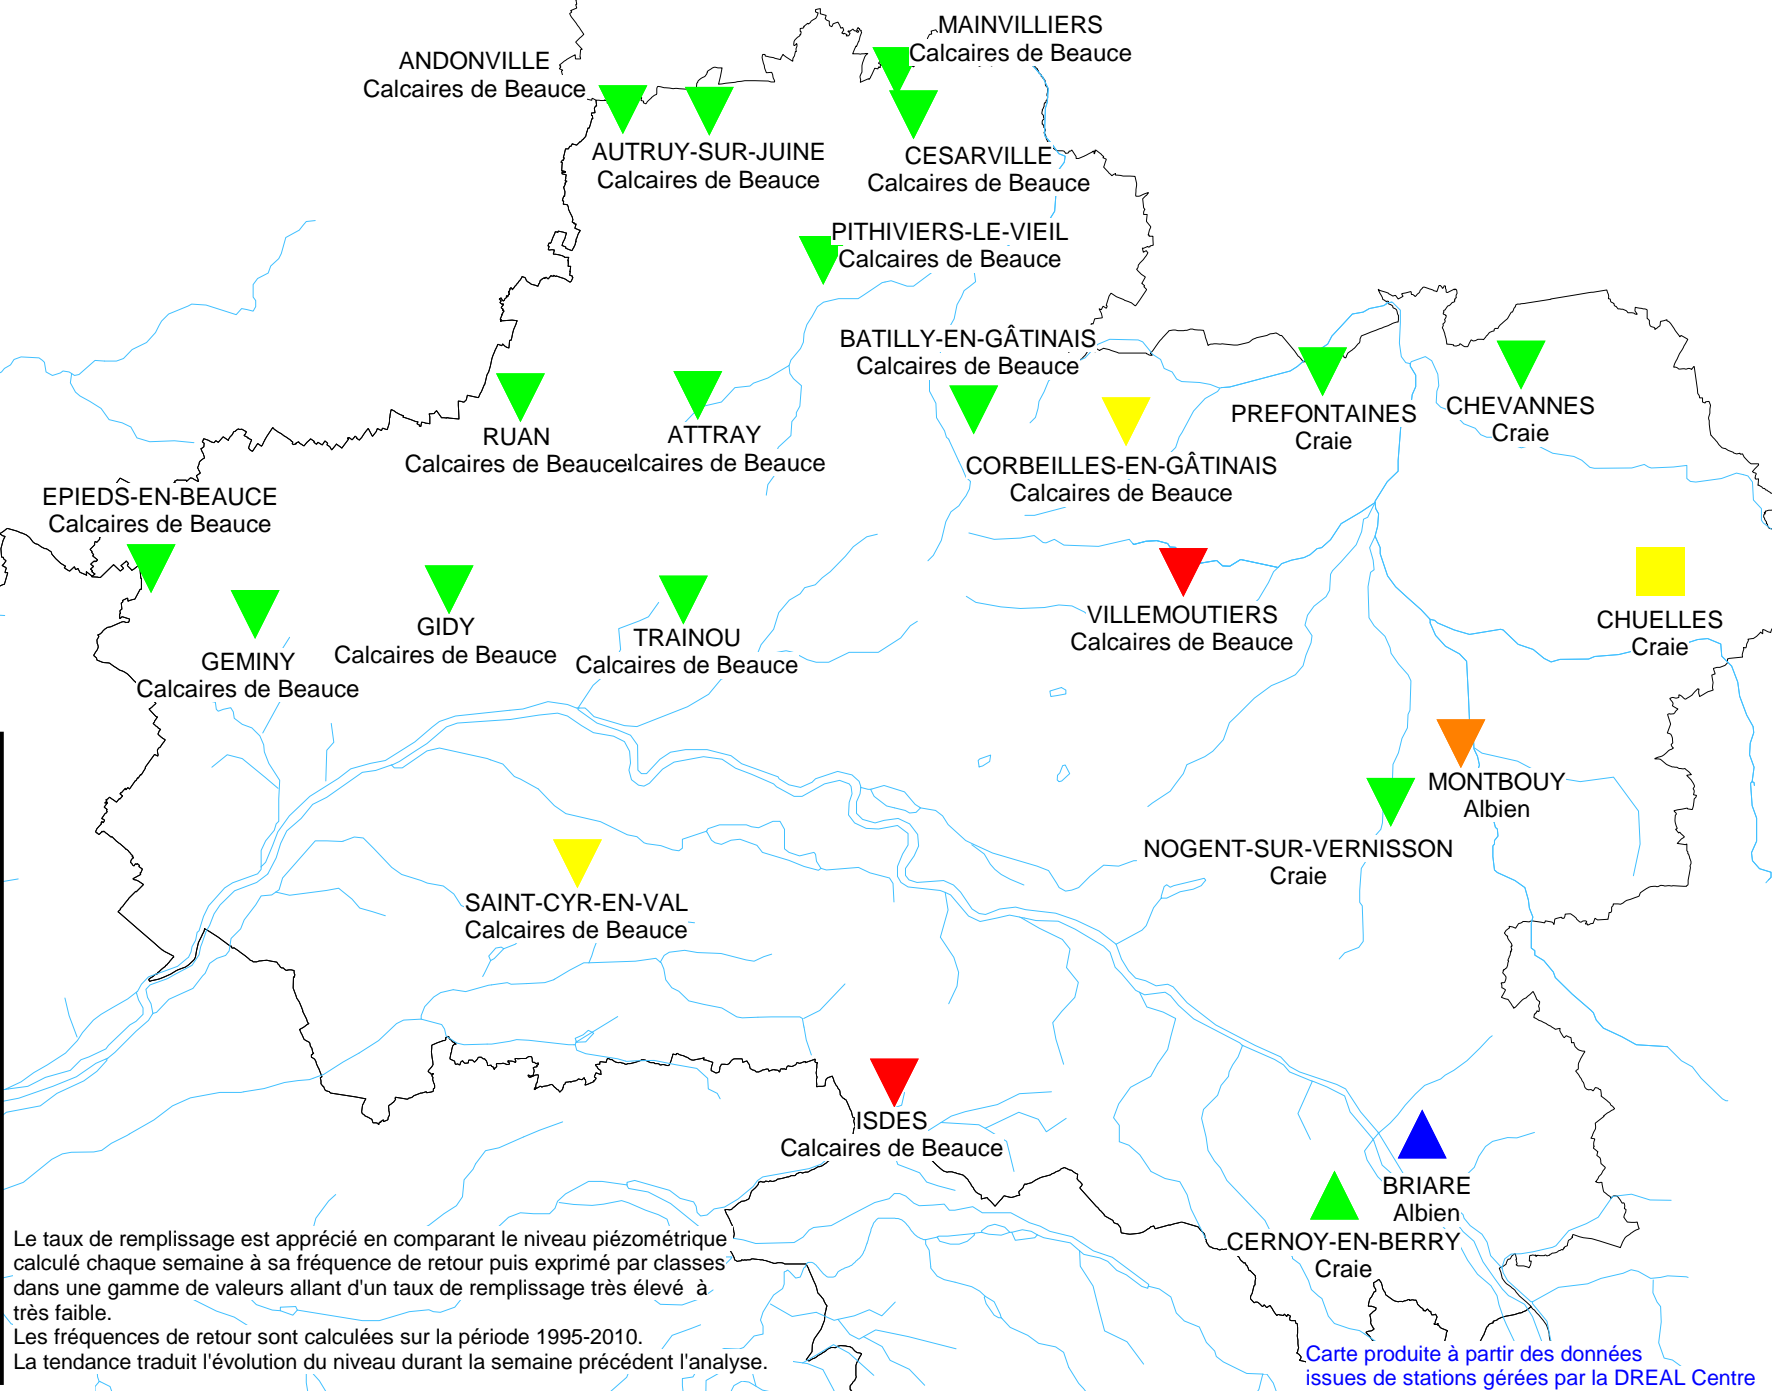 MAINVILLIERS
Calcaires de Beauce
ANDONVILLE
Calcaires de Beauce
AUTRUY-SUR-JUINE
Calcaires de Beauce
CESARVILLE
Calcaires de Beauce
PITHIVIERS-LE-VIEIL
Calcaires de Beauce
BATILLY-EN-GÂTINAIS
Calcaires de Beauce
PREFONTAINES
Craie
CHEVANNES
Craie
RUAN
Calcaires de Beauce
ATTRAY
alcaires de Beauce
CORBEILLES-EN-GÂTINAIS
Calcaires de Beauce
EPIEDS-EN-BEAUCE
Calcaires de Beauce
GEMINY
Calcaires de Beauce
GIDY
Calcaires de Beauce
TRAINOU
Calcaires de Beauce
VILLEMOUTIERS
Calcaires de Beauce
CHUELLES
Craie
MONTBOUY
Albien
NOGENT-SUR-VERNISSON
Craie
SAINT-CYR-EN-VAL
Calcaires de Beauce
ISDES
Calcaires de Beauce
BRIARE
Albien
CERNOY-EN-BERRY
Craie
Le taux de remplissage est apprécié en comparant le niveau piézométrique
calculé chaque semaine à sa fréquence de retour puis exprimé par classes
dans une gamme de valeurs allant d'un taux de remplissage très élevé à
très faible.
Les fréquences de retour sont calculées sur la période 1995-2010.
La tendance traduit l'évolution du niveau durant la semaine précédent l'analyse.
Carte produite à partir des données
issues de stations gérées par la DREAL Centre